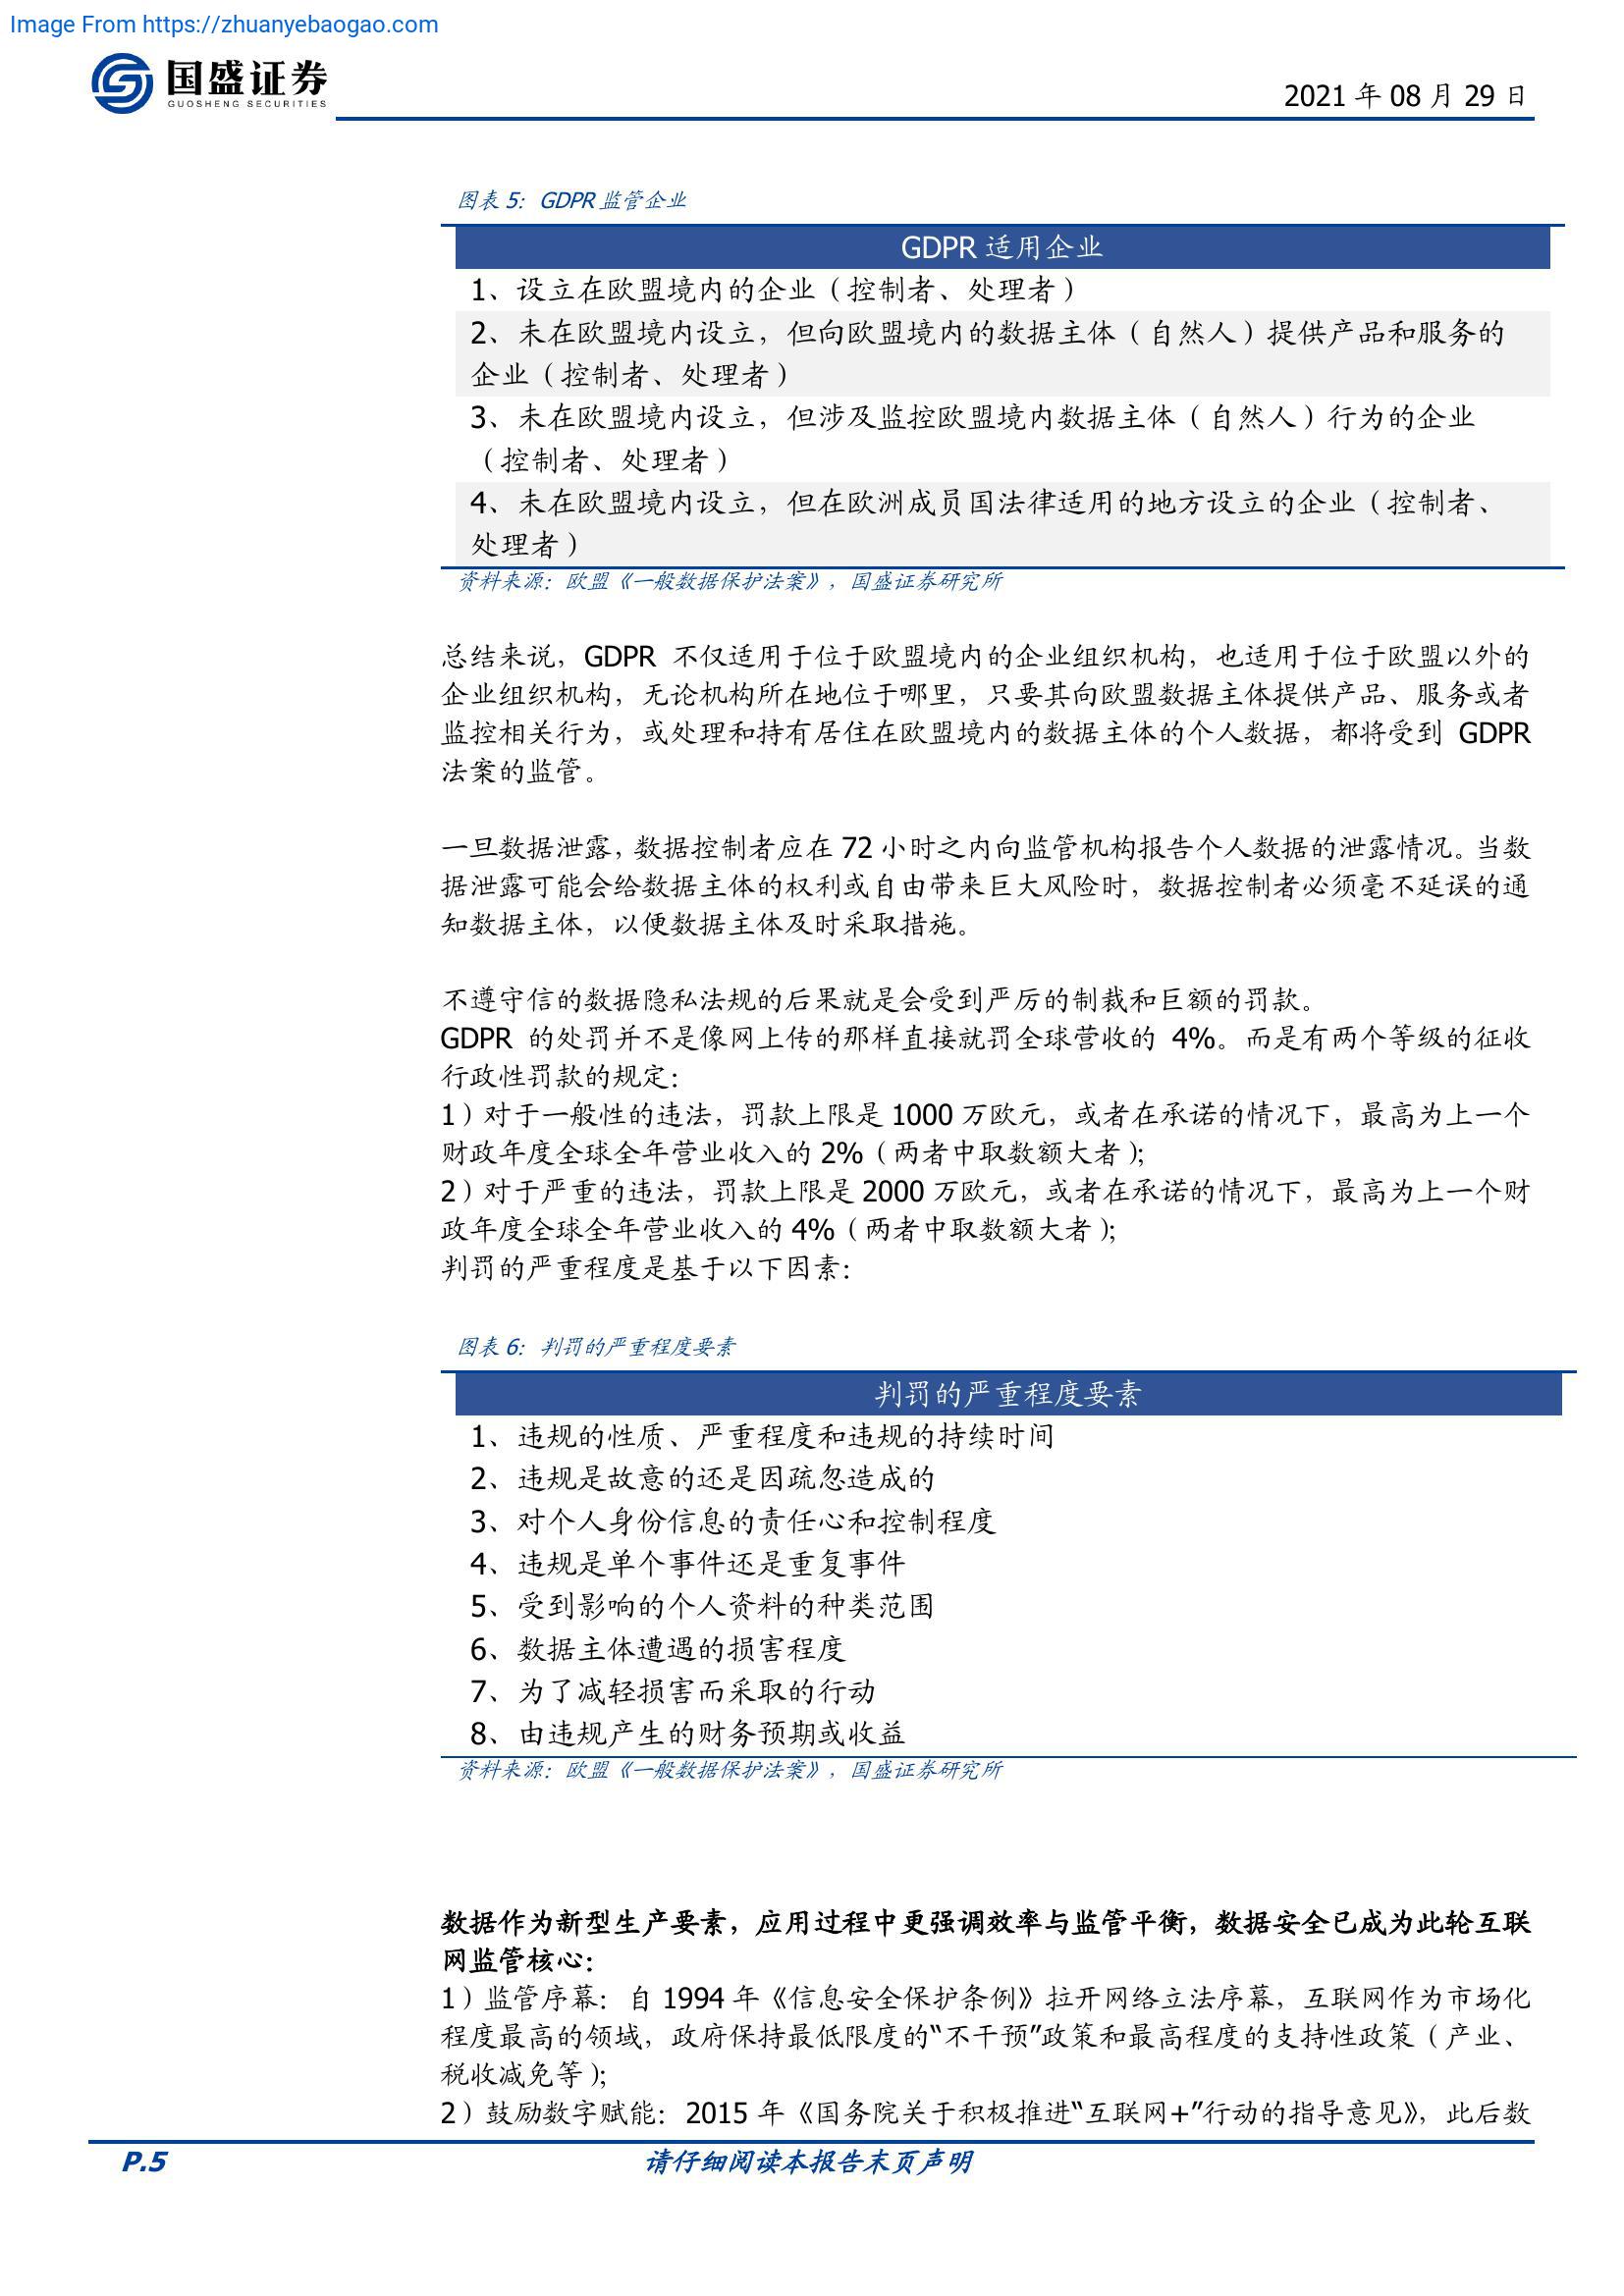 Image From https://zhuanyebaogao.com
国盛证券
GUOSHENG SECURITIES
2021 年 08 月 29 日
图表 5：GDPR 监管企业
GDPR 适用企业
1、设立在欧盟境内的企业（控制者、处理者）
2、未在欧盟境内设立，但向欧盟境内的数据主体（自然人）提供产品和服务的
企业（控制者、处理者）
3、未在欧盟境内设立，但涉及监控欧盟境内数据主体（自然人）行为的企业
（控制者、处理者）
4、未在欧盟境内设立，但在欧洲成员国法律适用的地方设立的企业（控制者、
处理者）
资料来源：欧盟《一般数据保护法案》，国盛证券研究所
总结来说，GDPR 不仅适用于位于欧盟境内的企业组织机构，也适用于位于欧盟以外的
企业组织机构，无论机构所在地位于哪里，只要其向欧盟数据主体提供产品、服务或者
监控相关行为，或处理和持有居住在欧盟境内的数据主体的个人数据，都将受到 GDPR
法案的监管。
一旦数据泄露，数据控制者应在 72 小时之内向监管机构报告个人数据的泄露情况。当数
据泄露可能会给数据主体的权利或自由带来巨大风险时，数据控制者必须毫不延误的通
知数据主体，以便数据主体及时采取措施。
不遵守信的数据隐私法规的后果就是会受到严厉的制裁和巨额的罚款。
GDPR 的处罚并不是像网上传的那样直接就罚全球营收的 4%。而是有两个等级的征收
行政性罚款的规定：
1）对于一般性的违法，罚款上限是 1000 万欧元，或者在承诺的情况下，最高为上一个
财政年度全球全年营业收入的 2%（两者中取数额大者）；
2）对于严重的违法，罚款上限是 2000 万欧元，或者在承诺的情况下，最高为上一个财
政年度全球全年营业收入的 4%（两者中取数额大者）；
判罚的严重程度是基于以下因素：
图表 6：判罚的严重程度要素
判罚的严重程度要素
1、违规的性质、严重程度和违规的持续时间
2、违规是故意的还是因疏忽造成的
3、对个人身份信息的责任心和控制程度
4、违规是单个事件还是重复事件
5、受到影响的个人资料的种类范围
6、数据主体遭遇的损害程度
7、为了减轻损害而采取的行动
8、由违规产生的财务预期或收益
资料来源：欧盟《一般数据保护法案》，国盛证券研究所
数据作为新型生产要素，应用过程中更强调效率与监管平衡，数据安全已成为此轮互联
网监管核心：
1）监管序幕：自 1994 年《信息安全保护条例》拉开网络立法序幕，互联网作为市场化
程度最高的领域，政府保持最低限度的“不干预”政策和最高程度的支持性政策（产业、
税收减免等）；
2）鼓励数字赋能：2015 年《国务院关于积极推进“互联网+”行动的指导意见》，此后数
P.5
请仔细阅读本报告末页声明